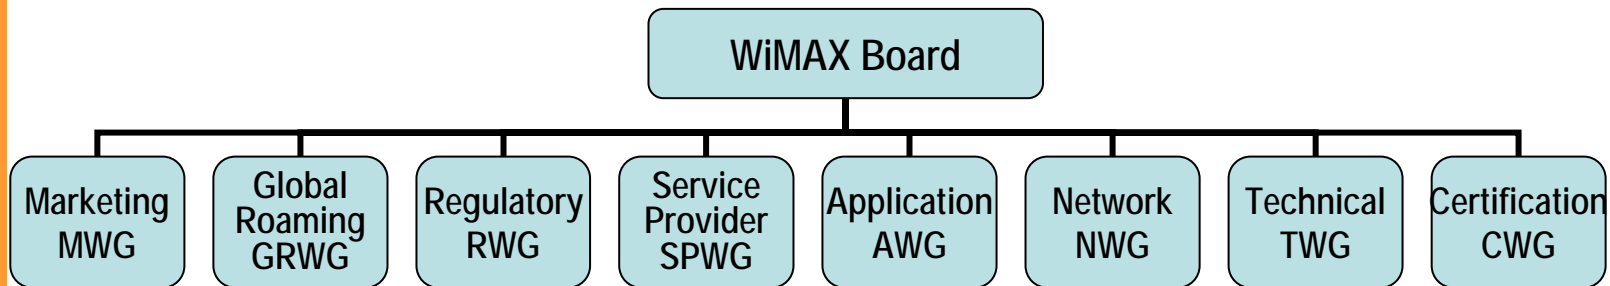 WiMAX Board
Marketing
MWG
Global
Roaming
GRWG
Regulatory
RWG
Service
Provider
SPWG
Application
AWG
Network
NWG
Technical
TWG
Certification
CWG